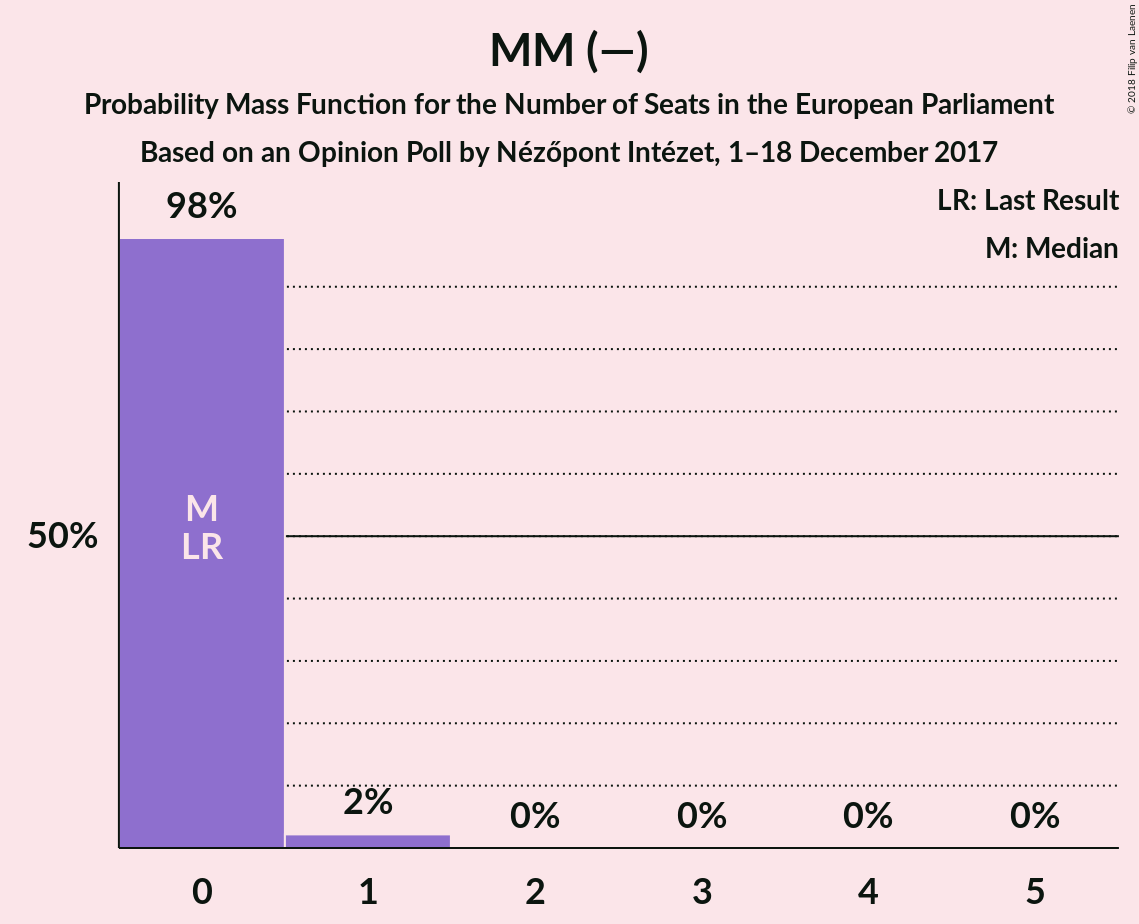 MM (—)
Probability Mass Function for the Number of Seats in the European Parliament
Based on an Opinion Poll by Nézőpont Intézet, 1–18 December 2017
© 2018 Filip van Laenen
LR: Last Result
M: Median
98%
M
LR
50%
2%
0%
0%
0%
0%
0
1
2
3
4
5